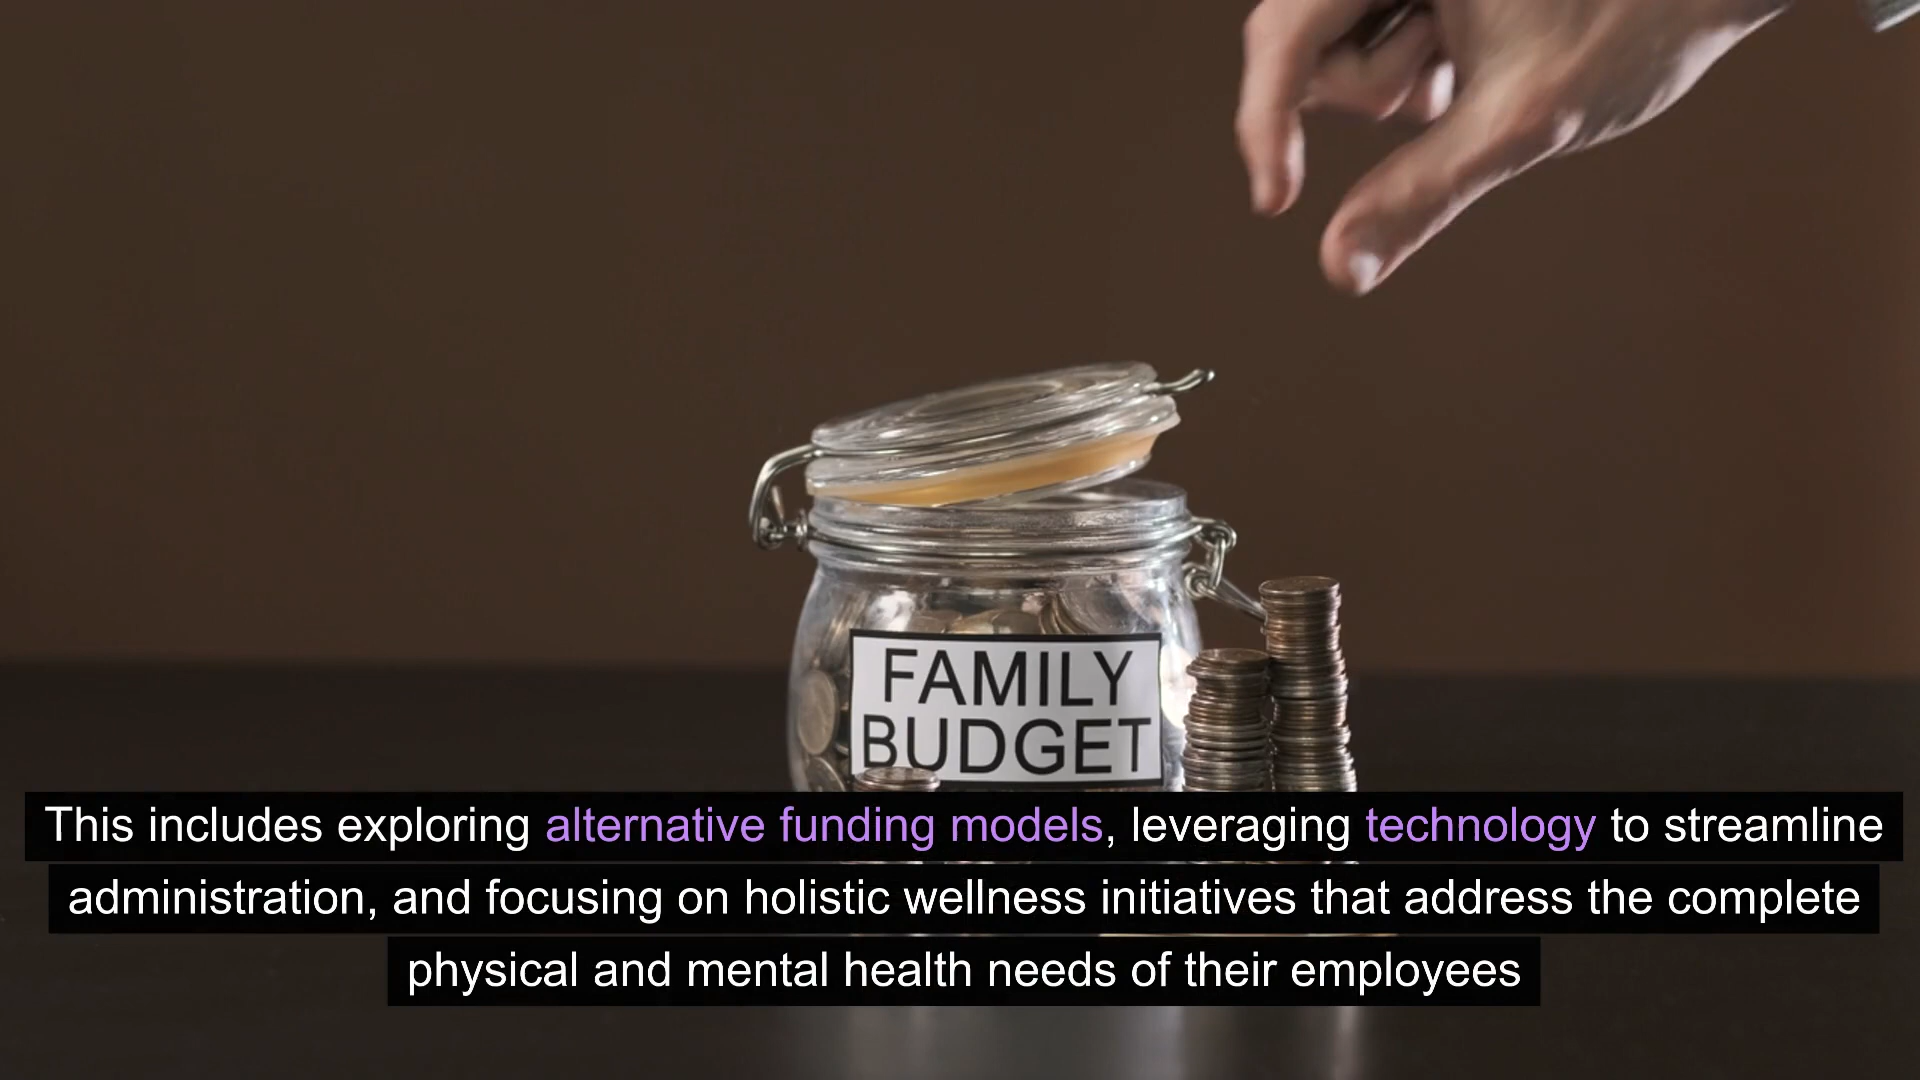 FAMILY
BUDGET
This includes exploring alternative funding models, leveraging technology to streamline
administration, and focusing on holistic wellness initiatives that address the complete
physical and mental health needs of their employees